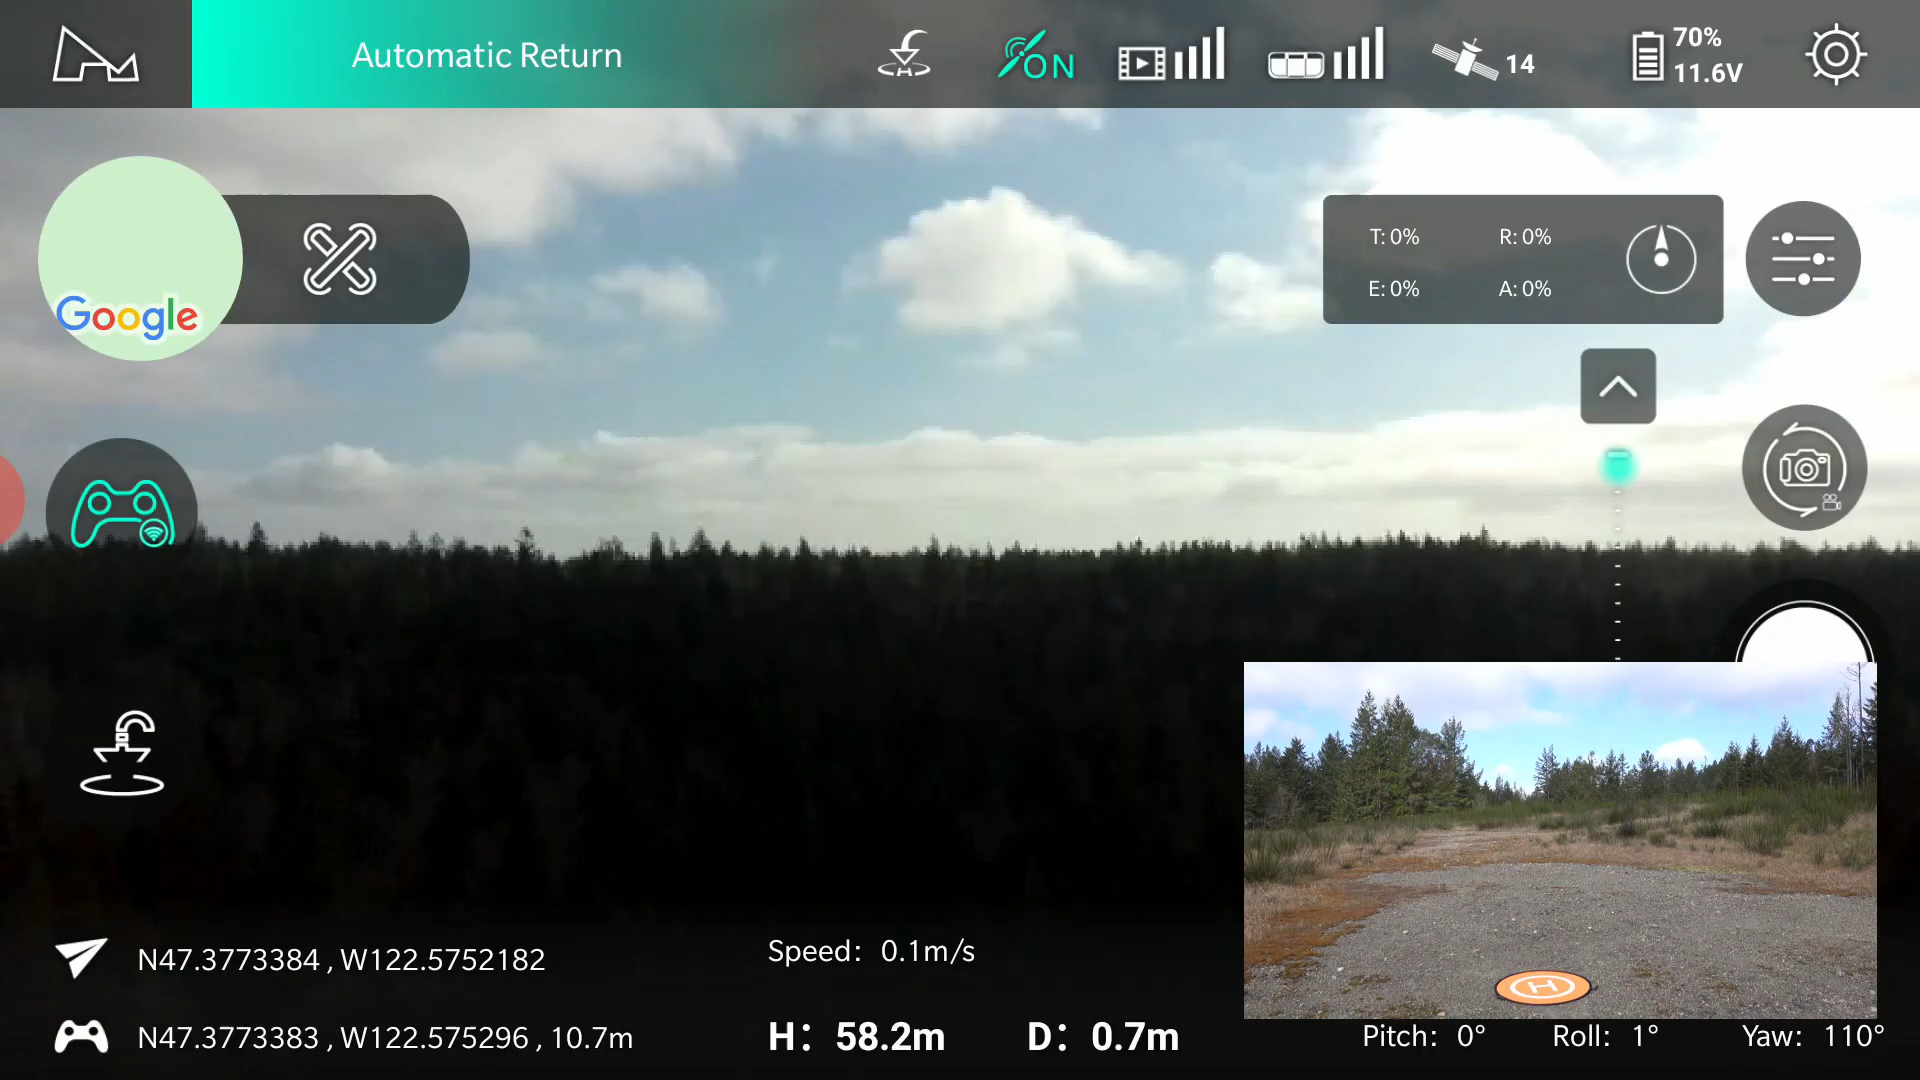 Automatic Return
H
ON
14
70%
11.6V
Google
T: 0%
R: 0%
E: 0%
A: 0%
N47.3773384 , W122.5752182
Speed: 0.1m/s
N47.3773383 , W122.575296 , 10.7m
H: 58.2m
D: 0.7m
H
Pitch: 0°
Roll: 1°
Yaw: 110°